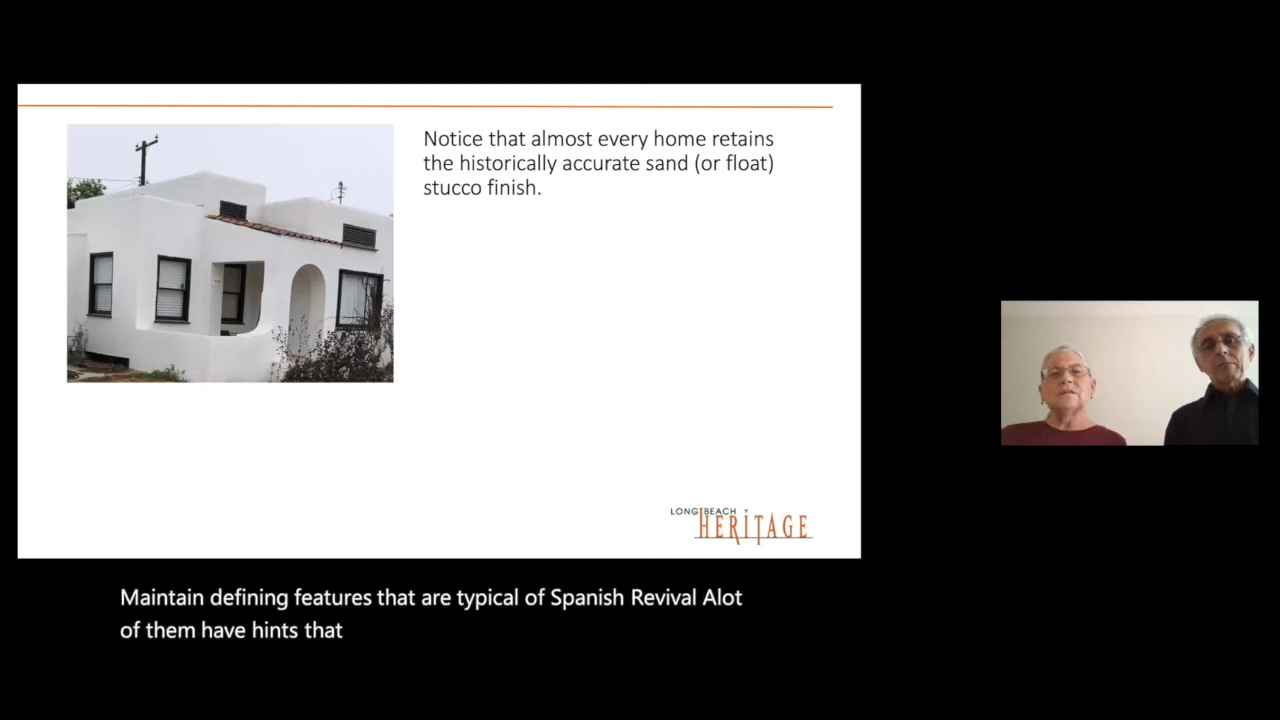 Notice that almost every home retains
the historically accurate sand (or float)
stucco finish.
LONG BEACH
HERITAGE
Maintain defining features that are typical of Spanish Revival Alot
of them have hints that